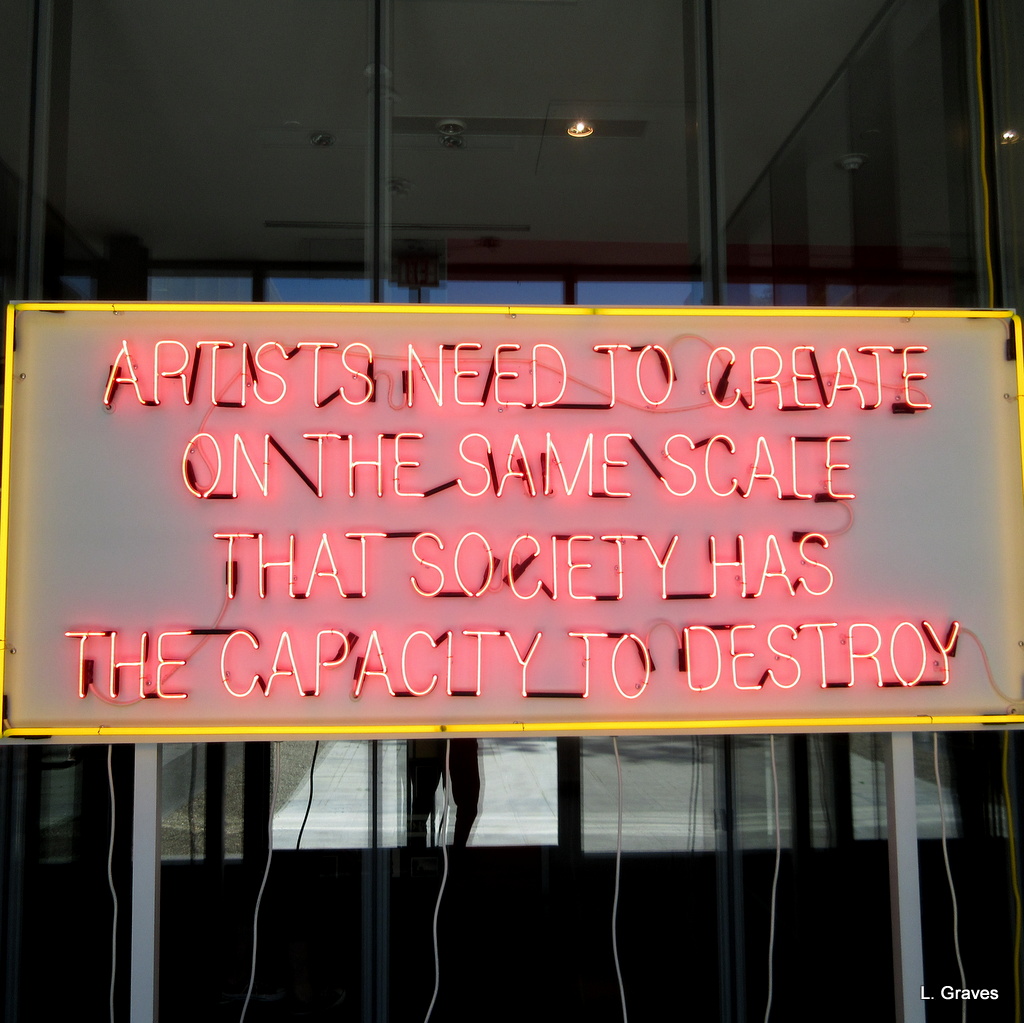 ARTISTS NEED TO CREATE
ON THE SAME SCALE
THAT SOCIETY HAS
THE CAPACITY TO DESTROY
L. Graves